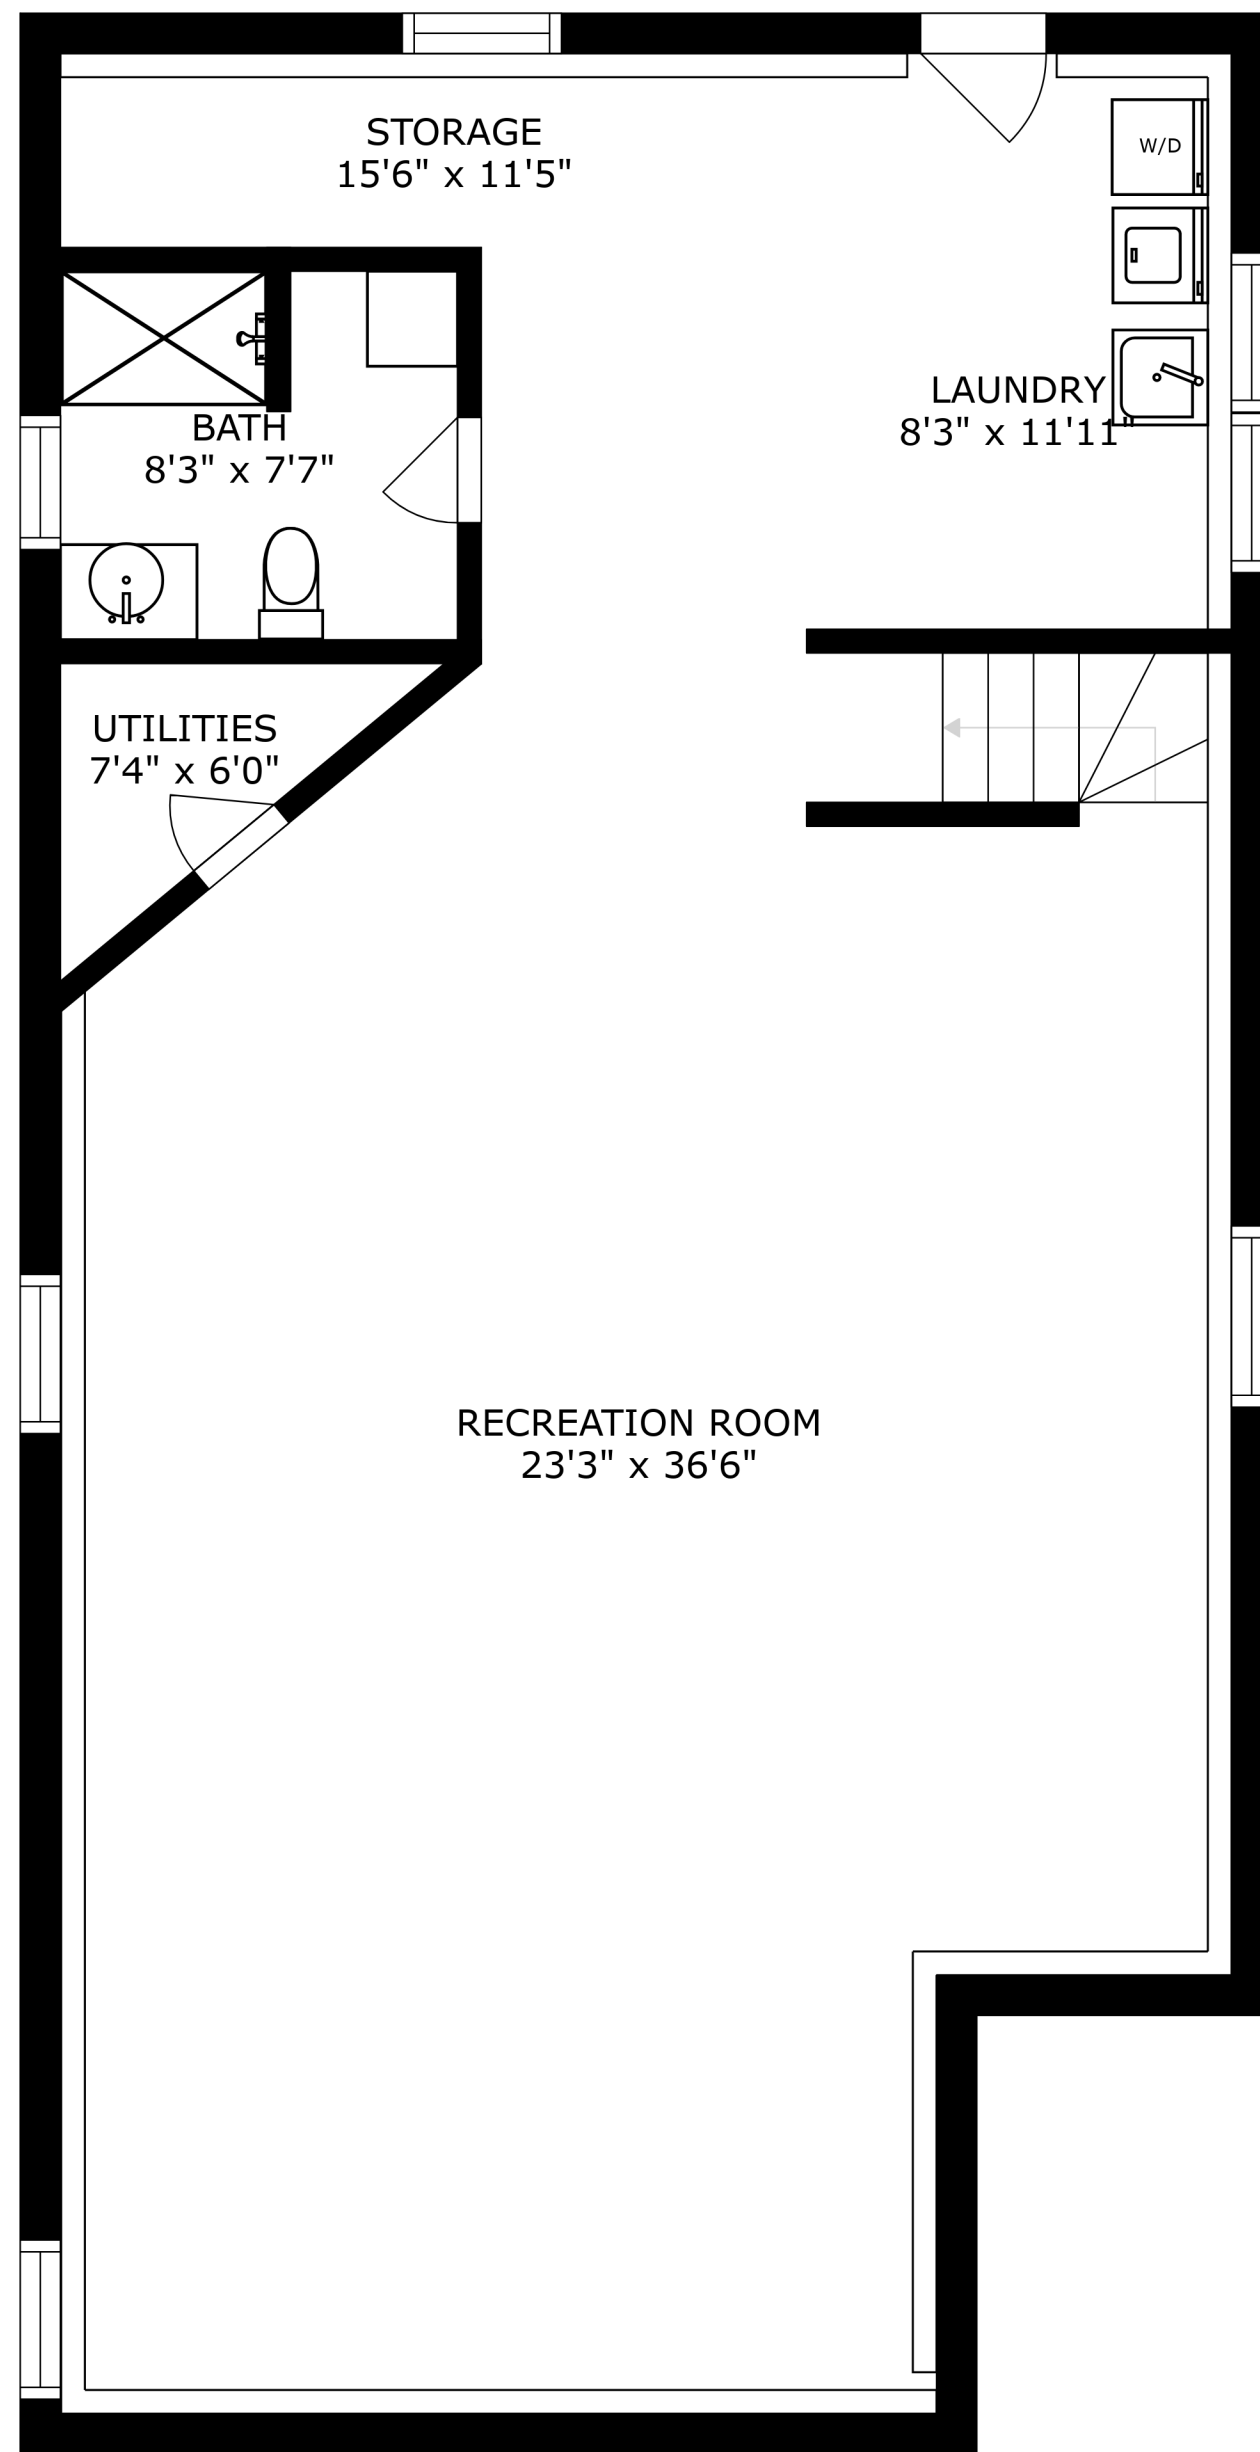 STORAGE
15'6" x 11'5"
W/D
LAUNDRY
8'3" x 11'11"
BATH
8'3" x 7'7"
UTILITIES
7'4" x 6'0"
RECREATION ROOM
23'3" x 36'6"